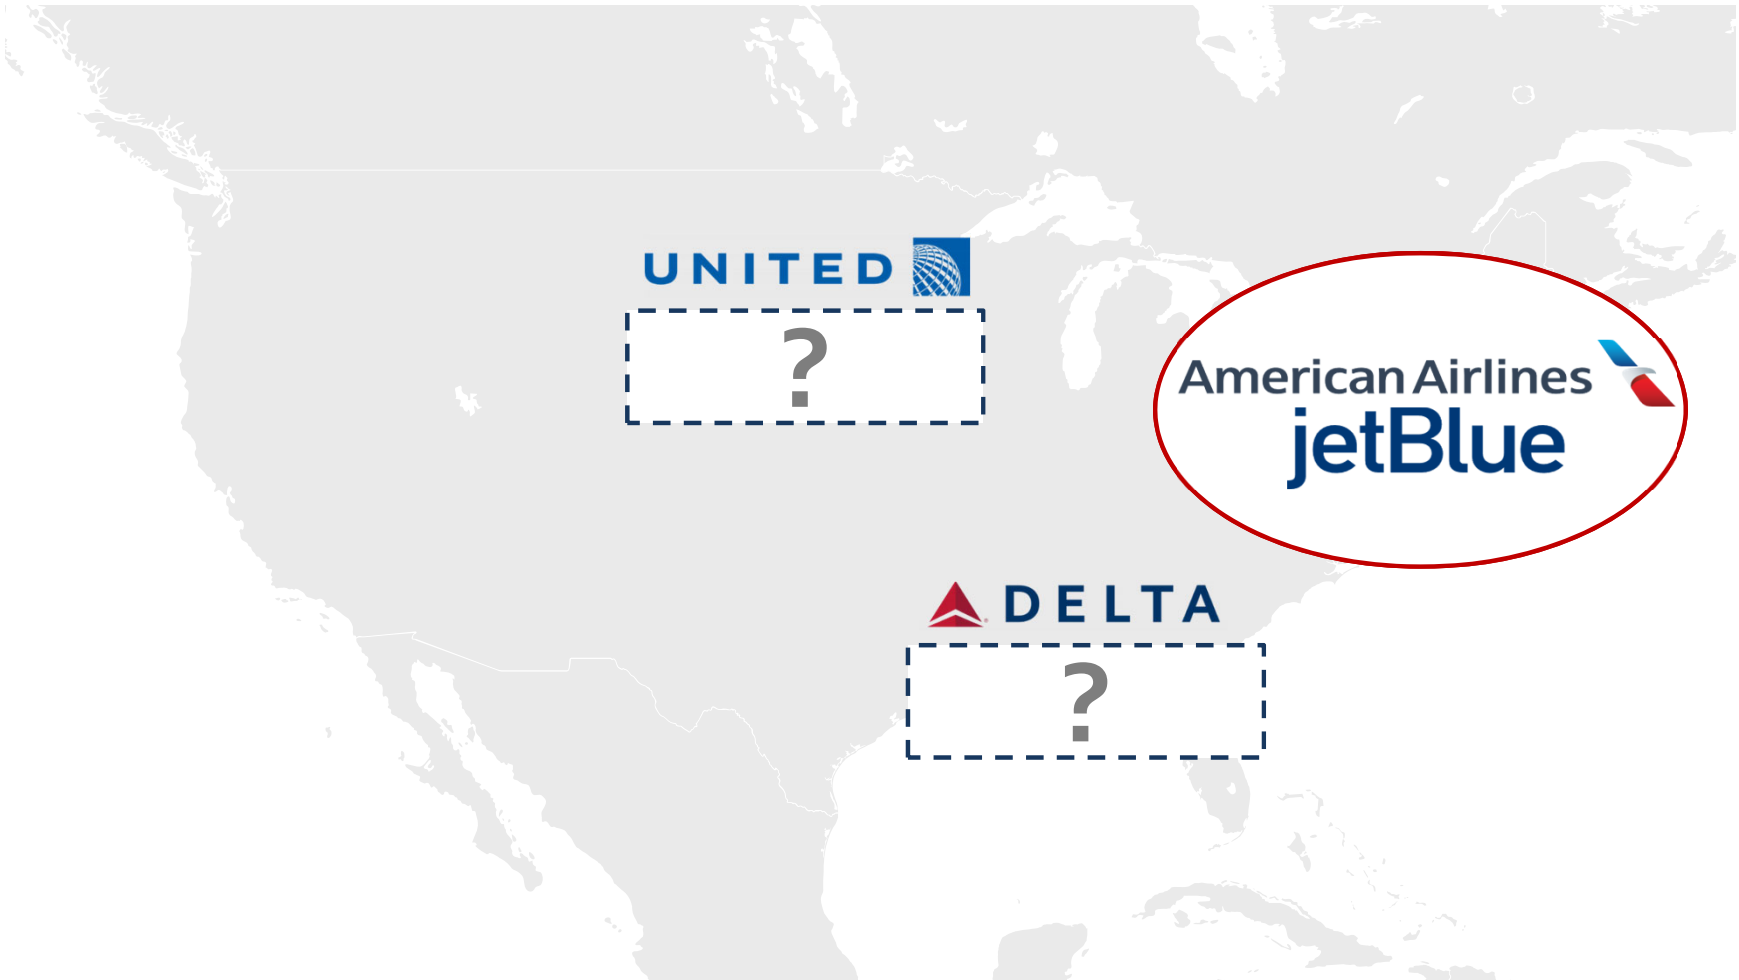 UNITED
?
American Airlines
jetBlue
DELTA
?